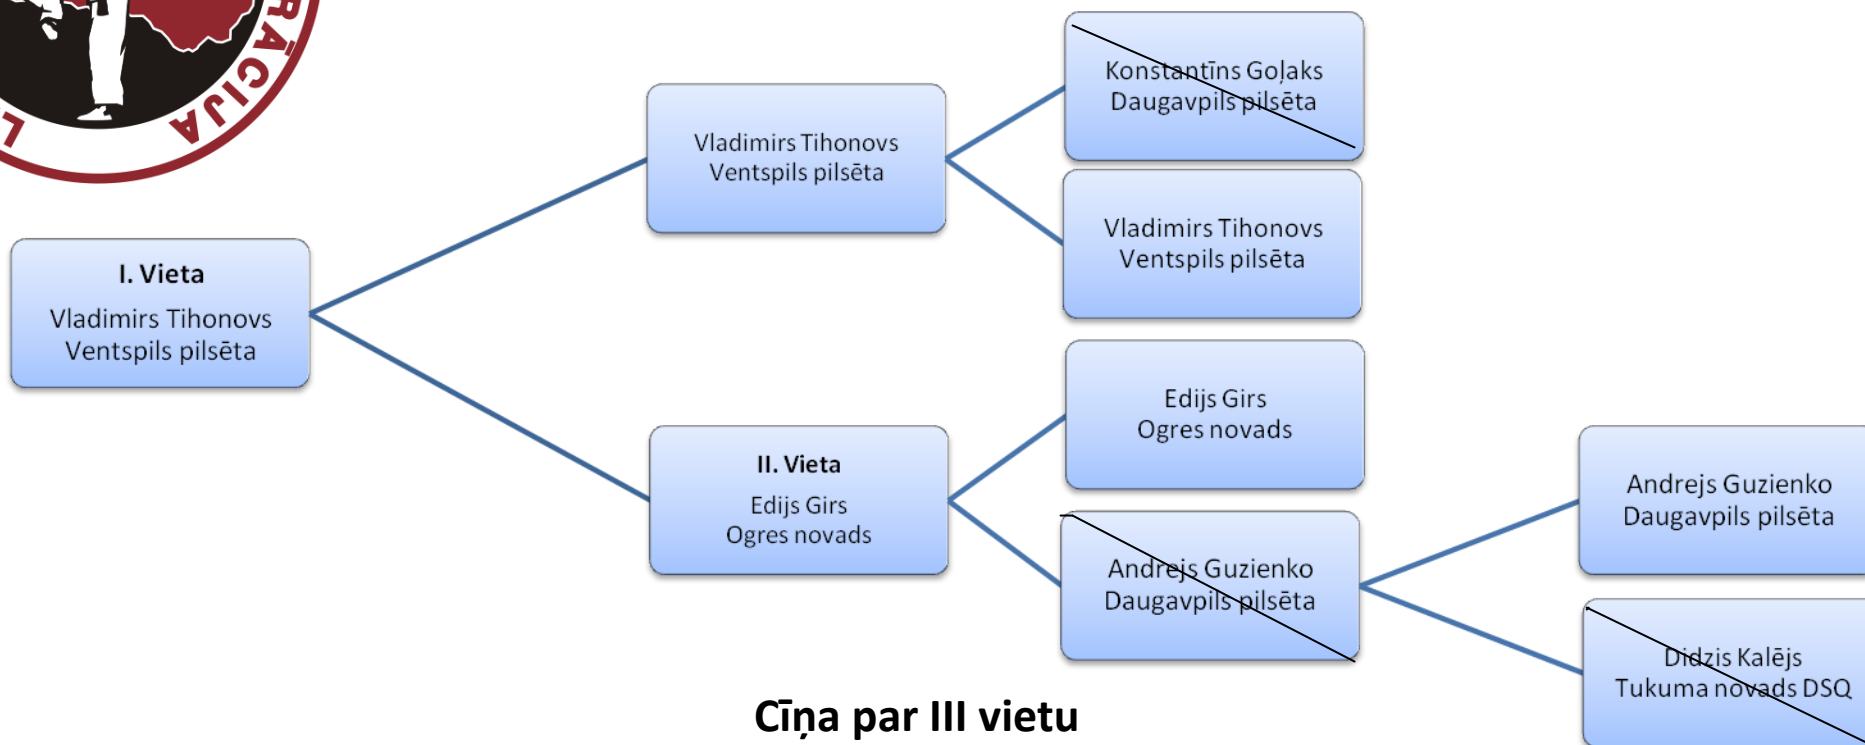 RĀCIJA
L
Konstantīns Goļaks
Daugavpils pilsēta
Vladimirs Tihonovs
Ventspils pilsēta
Vladimirs Tihonovs
Ventspils pilsēta
I. Vieta
Vladimirs Tihonovs
Ventspils pilsēta
Edijs Girs
Ogres novads
II. Vieta
Edijs Girs
Ogres novads
Andrejs Guzienko
Daugavpils pilsēta
Andrejs Guzienko
Daugavpils pilsēta
Didzis Kalējs
Tukuma novads DSQ
Cīņa par III vietu